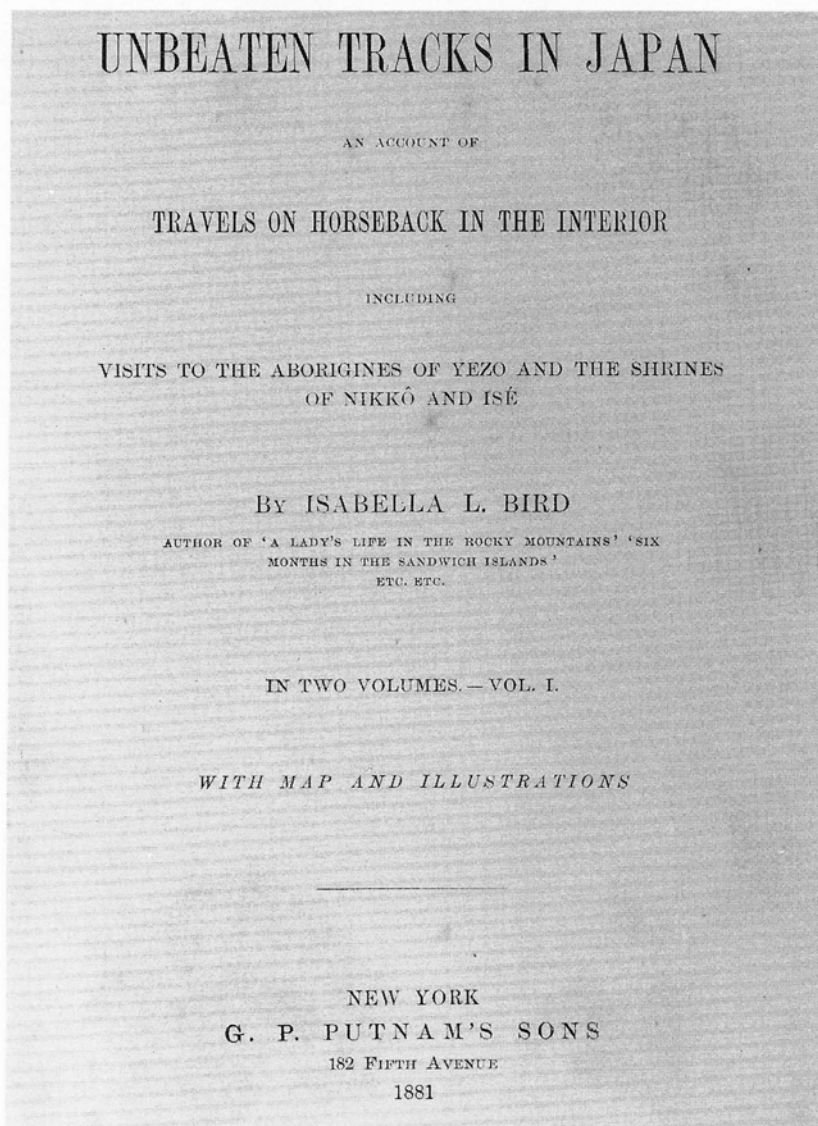 UNBEATEN TRACKS IN JAPAN
AN ACCOUNT OF
TRAVELS ON HORSEBACK IN THE INTERIOR
INCLUDING
VISITS TO THE ABORIGINES OF YEZO AND THE SHRINES
OF NIKKÔ AND ISÉ
BY ISABELLA L. BIRD
AUTHOR OF ‘A LADY’S LIFE IN THE ROCKY MOUNTAINS’ ‘SIX
MONTHS IN THE SANDWICH ISLANDS’
ETC. ETC.
IN TWO VOLUMES.—VOL. I.
WITH MAP AND ILLUSTRATIONS
NEW YORK
G. P. PUTNAM’S SONS
182 FIFTH AVENUE
1881